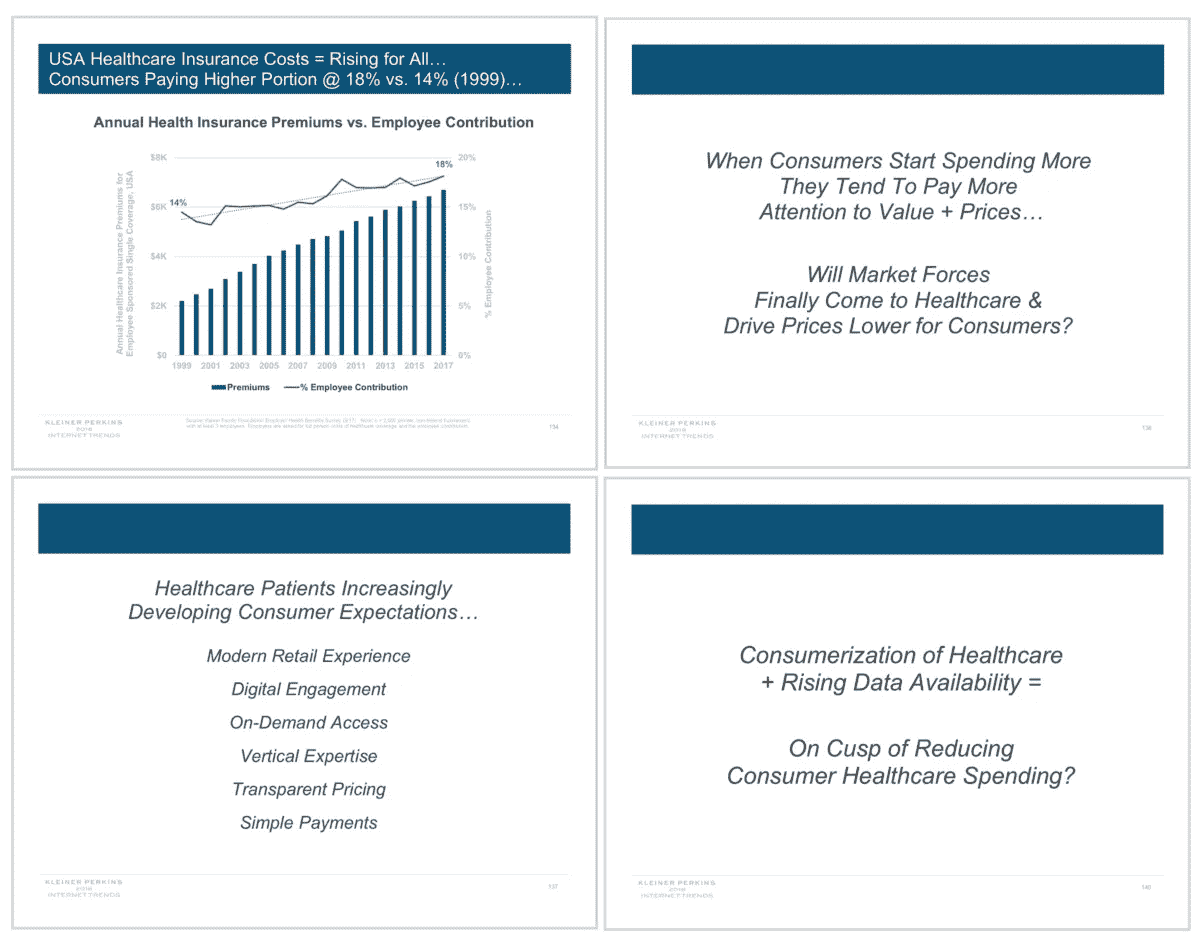 USA Healthcare Insurance Costs = Rising for All…
Consumers Paying Higher Portion @ 18% vs. 14% (1999)…
Annual Health Insurance Premiums vs. Employee Contribution
Annual Healthcare Insurance Premiums for
Employee Sponsored Single Coverage, USA
$8K
$6K
$4K
$2K
$0
14%
18%
20%
15%
10%
5%
0%
% Employee Contribution
1999 2001 2003 2005 2007 2009 2011 2013 2015 2017
Premiums % Employee Contribution
KLEINER PERKINS
2018
INTERNET TRENDS
When Consumers Start Spending More
They Tend To Pay More
Attention to Value + Prices…
Will Market Forces
Finally Come to Healthcare &
Drive Prices Lower for Consumers?
KLEINER PERKINS
2018
INTERNET TRENDS
Healthcare Patients Increasingly
Developing Consumer Expectations…
Modern Retail Experience
Digital Engagement
On-Demand Access
Vertical Expertise
Transparent Pricing
Simple Payments
KLEINER PERKINS
2018
INTERNET TRENDS
137
Consumerization of Healthcare
+ Rising Data Availability =
On Cusp of Reducing
Consumer Healthcare Spending?
KLEINER PERKINS
2018
INTERNET TRENDS